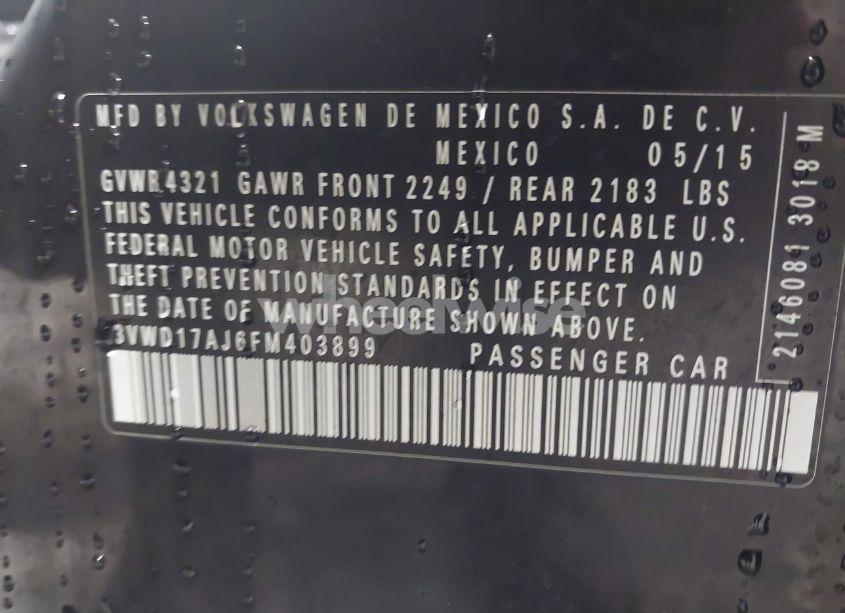 MFD BY VOLKSWAGEN DE MEXICO S.A. DE C.V.
MEXICO 05/15
GVWR 4321 GAWR FRONT 2249 / REAR 2183 LBS
THIS VEHICLE CONFORMS TO ALL APPLICABLE U.S.
FEDERAL MOTOR VEHICLE SAFETY, BUMPER AND
THEFT PREVENTION STANDARDS IN EFFECT ON
THE DATE OF MANUFACTURE SHOWN ABOVE.
3VWD17AJ6FM403899 PASSENGER CAR
2146081 3018 M
wheelwise